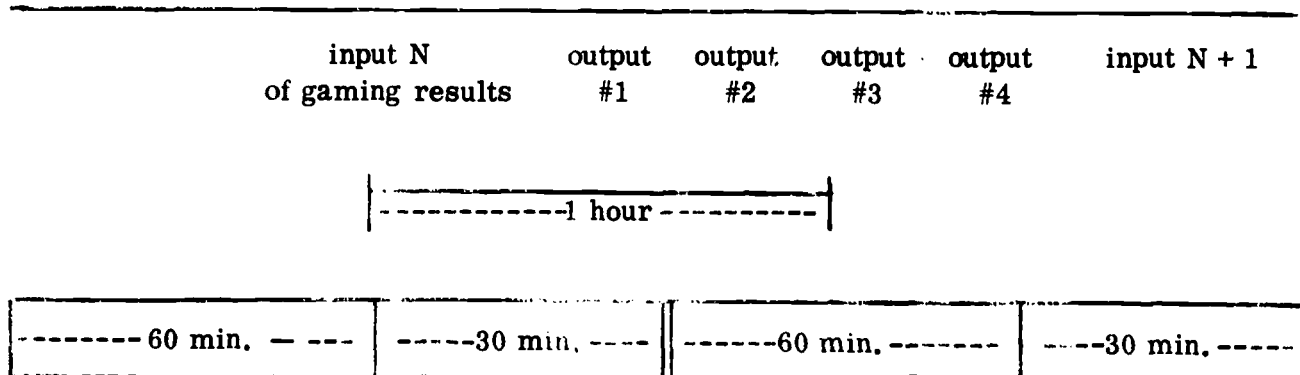 input N output output output output input N + 1
of gaming results #1 #2 #3 #4
1 hour
60 min. 30 min. 60 min. 30 min.